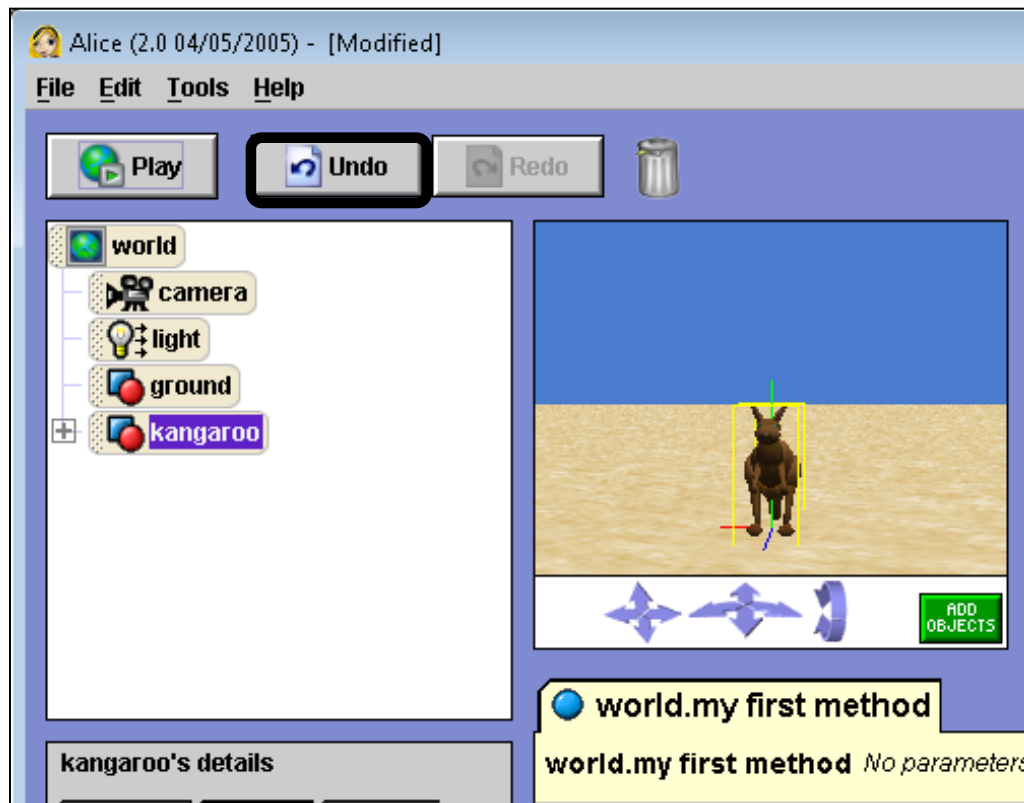 Alice (2.0 04/05/2005) - [Modified]
File Edit Tools Help
Play Undo Redo
world
camera
light
ground
kangaroo
ADD
OBJECTS
world.my first method
kangaroo's details
world.my first method No parameters